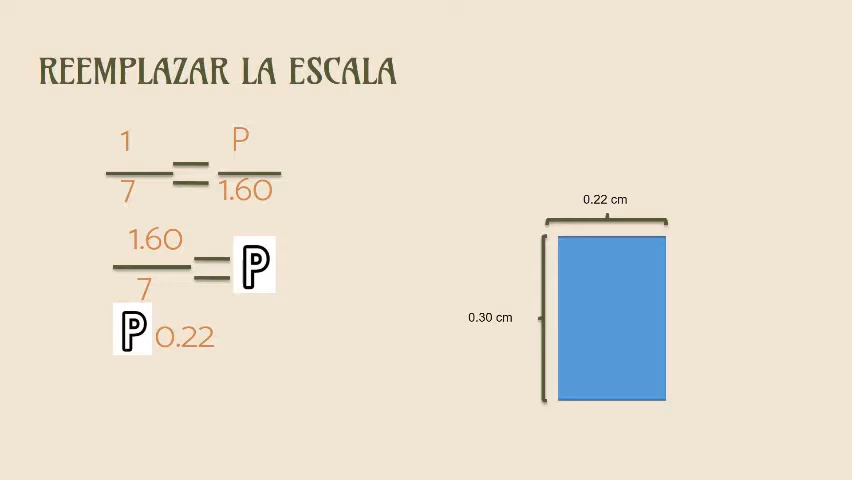 REEMPLAZAR LA ESCALA
1 P
7 1.60
1.60
P
7
P 0.22
0.22 cm
0.30 cm